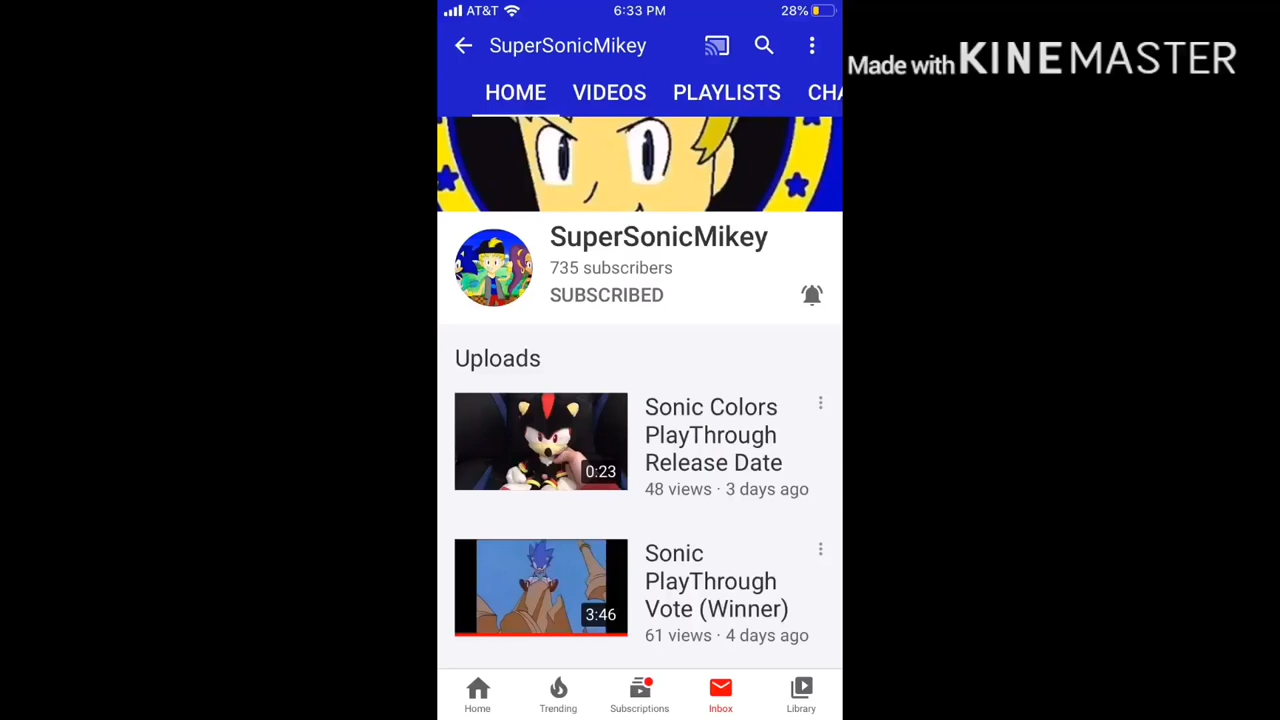 AT&T 6:33 PM 28%
SuperSonicMikey
Made with KINEMASTER
HOME VIDEOS PLAYLISTS CHA
SuperSonicMikey
735 subscribers
SUBSCRIBED
Uploads
Sonic Colors
PlayThrough
Release Date
0:23
48 views · 3 days ago
Sonic
PlayThrough
Vote (Winner)
3:46
61 views · 4 days ago
Home Trending Subscriptions Inbox Library